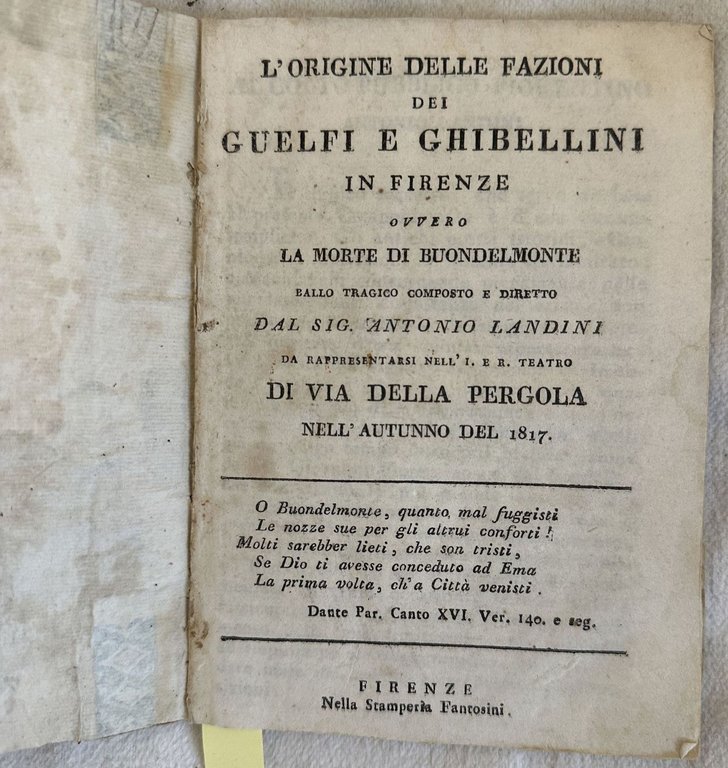 L'ORIGINE DELLE FAZIONI
DEI
GUELFI E GHIBELLINI
IN FIRENZE
OVVERO
LA MORTE DI BUONDELMONTE
BALLO TRAGICO COMPOSTO E DIRETTO
DAL SIG. ANTONIO LANDINI
DA RAPPRESENTARSI NELL' I. E R. TEATRO
DI VIA DELLA PERGOLA
NELL' AUTUNNO DEL 1817.
O Buondelmonte, quanto mal fuggisti
Le nozze sue per gli altrui conforti!
Molti sarebber lieti, che son tristi,
Se Dio ti avesse conceduto ad Ema
La prima volta, ch'a Città venisti.
Dante Par. Canto XVI. Ver. 140. e seg.
FIRENZE
Nella Stamperia Fantosini.